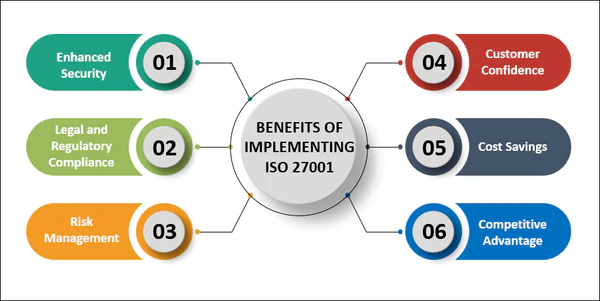 01
Enhanced
Security
02
Legal and
Regulatory
Compliance
03
Risk
Management
BENEFITS OF
IMPLEMENTING
ISO 27001
04
Customer
Confidence
05
Cost Savings
06
Competitive
Advantage